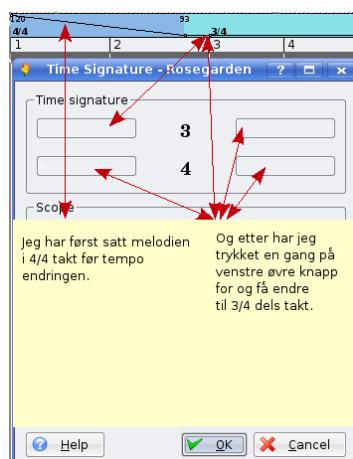 120 93
4/4 3/4
1 2 3 4
Time Signature - Rosegarden ? x
Time signature
3
4
Scope
Jeg har først satt melodien
i 4/4 takt før tempo
endringen.
Og etter har jeg
trykket en gang på
venstre øvre knapp
for og få endre
til 3/4 dels takt.
Help OK Cancel